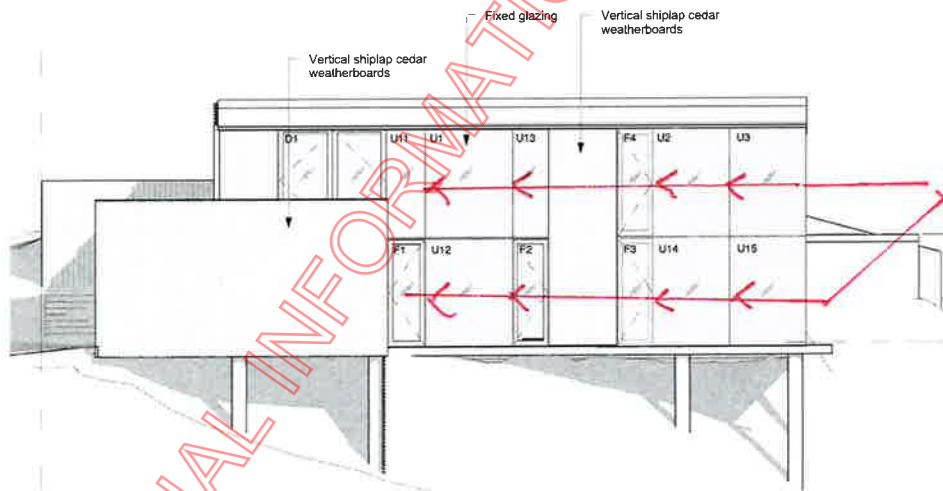 Fixed glazing
Vertical shiplap cedar
weatherboards
Vertical shiplap cedar
weatherboards
D1
U11
U1
U13
F4
U2
U3
F1
U12
F2
F3
U14
U15
NAL INFORMATIO